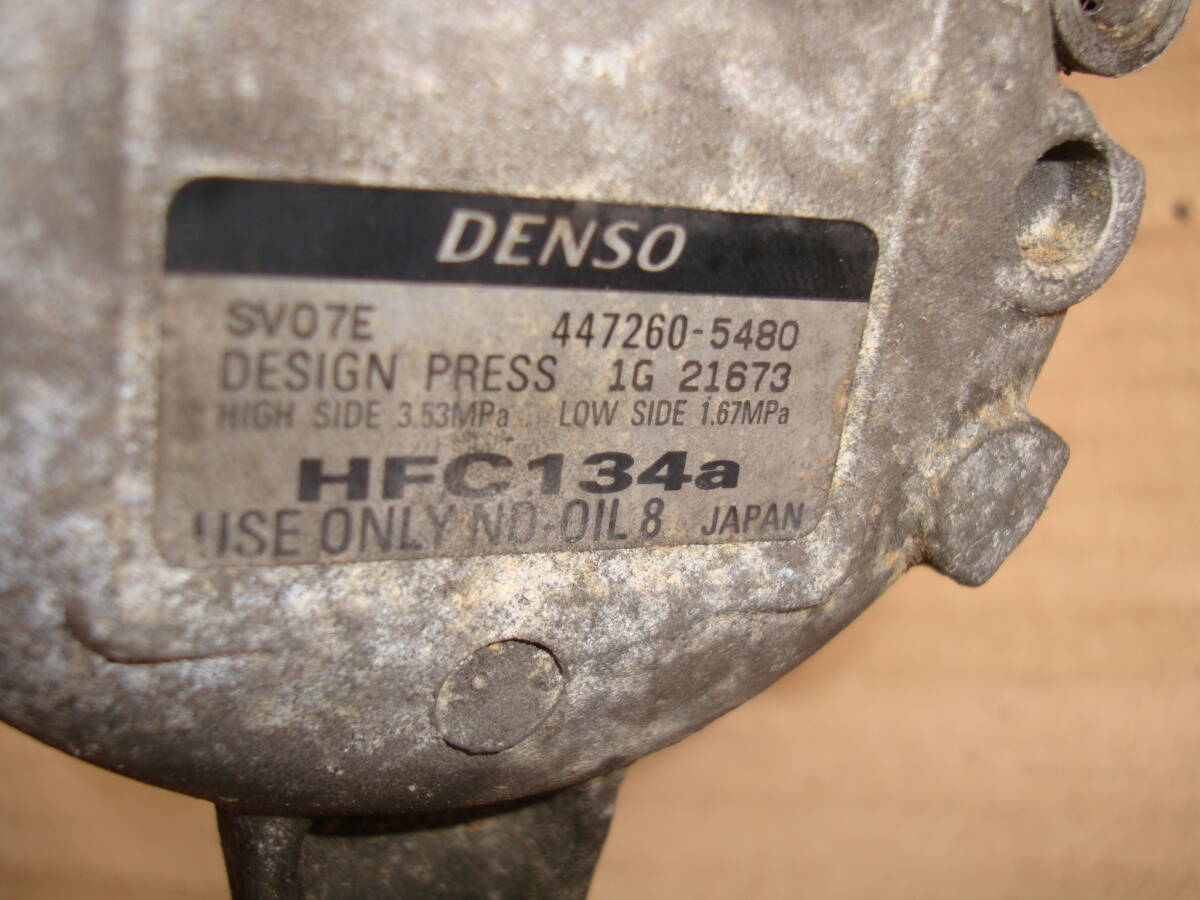 DENSO
SV07E 447260-5480
DESIGN PRESS 1G 21673
HIGH SIDE 3.53MPa LOW SIDE 1.67MPa
HFC134a
USE ONLY ND-OIL 8 JAPAN